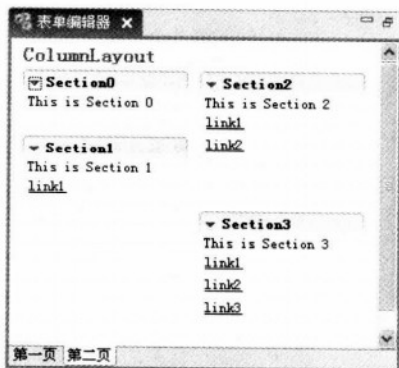 表单编辑器
ColumnLayout
Section0
This is Section 0
Section1
This is Section 1
link1
Section2
This is Section 2
link1
link2
Section3
This is Section 3
link1
link2
link3
第一页 第二页